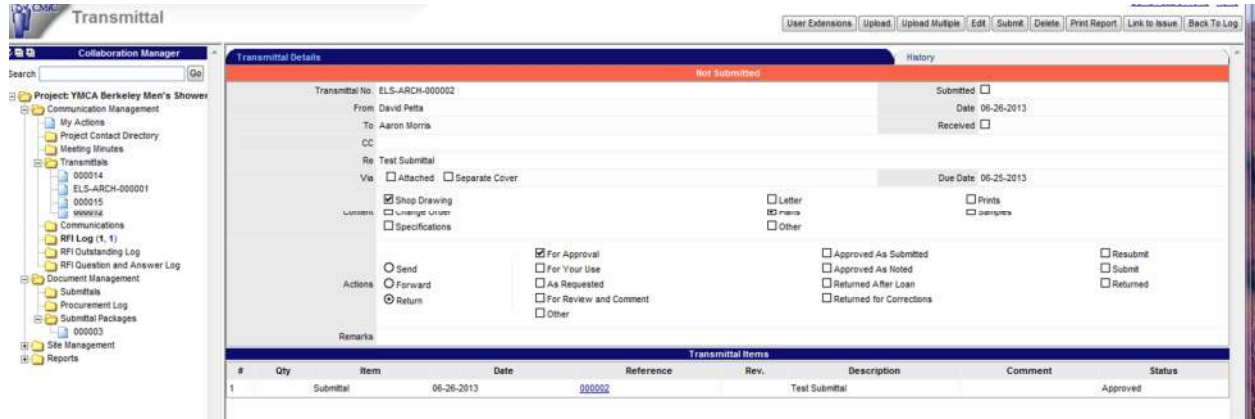 CMiC
Transmittal
User Extensions Upload Upload Multiple Edit Submit Delete Print Report Link to Issue Back To Log
Collaboration Manager
Search Go
Project: YMCA Berkeley Men's Shower
Communication Management
My Actions
Project Contact Directory
Meeting Minutes
Transmittals
000014
ELS-ARCH-000001
000015
Communications
RFI Log (1, 1)
RFI Outstanding Log
RFI Question and Answer Log
Document Management
Submittals
Procurement Log
Submittal Packages
000003
Site Management
Reports
Transmittal Details History
Not Submitted
Transmittal No. ELS-ARCH-000002 Submitted
From David Petta Date 06-26-2013
To Aaron Morris Received
CC
Re Test Submittal
Via Attached Separate Cover Due Date 06-25-2013
Shop Drawing Letter Prints
Content Change Order Plans Samples
Specifications Other
For Approval Approved As Submitted Resubmit
Send For Your Use Approved As Noted Submit
Actions Forward As Requested Returned After Loan Returned
Return For Review and Comment Returned for Corrections
Other
Remarks
Transmittal Items
# Qty Item Date Reference Rev. Description Comment Status
1 Submittal 06-26-2013 000002 Test Submittal Approved